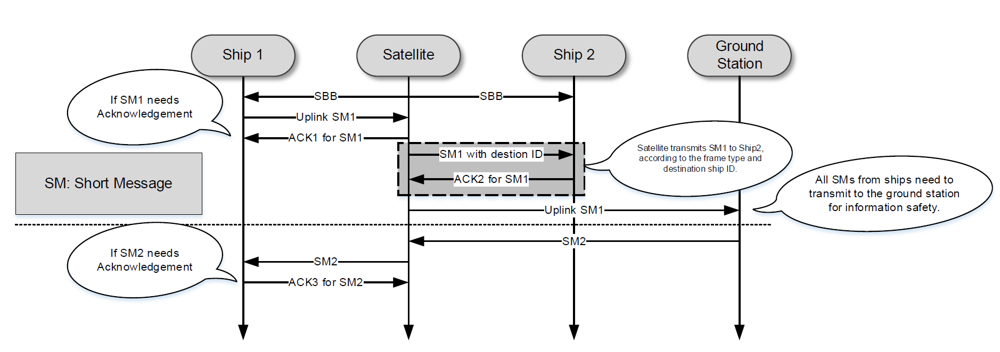 Ship 1
Satellite
Ship 2
Ground
Station
If SM1 needs
Acknowledgement
SBB
SBB
Uplink SM1
ACK1 for SM1
SM1 with destion ID
ACK2 for SM1
Satellite transmits SM1 to Ship2,
according to the frame type and
destination ship ID.
SM: Short Message
All SMs from ships need to
transmit to the ground station
for information safety.
Uplink SM1
If SM2 needs
Acknowledgement
SM2
SM2
ACK3 for SM2